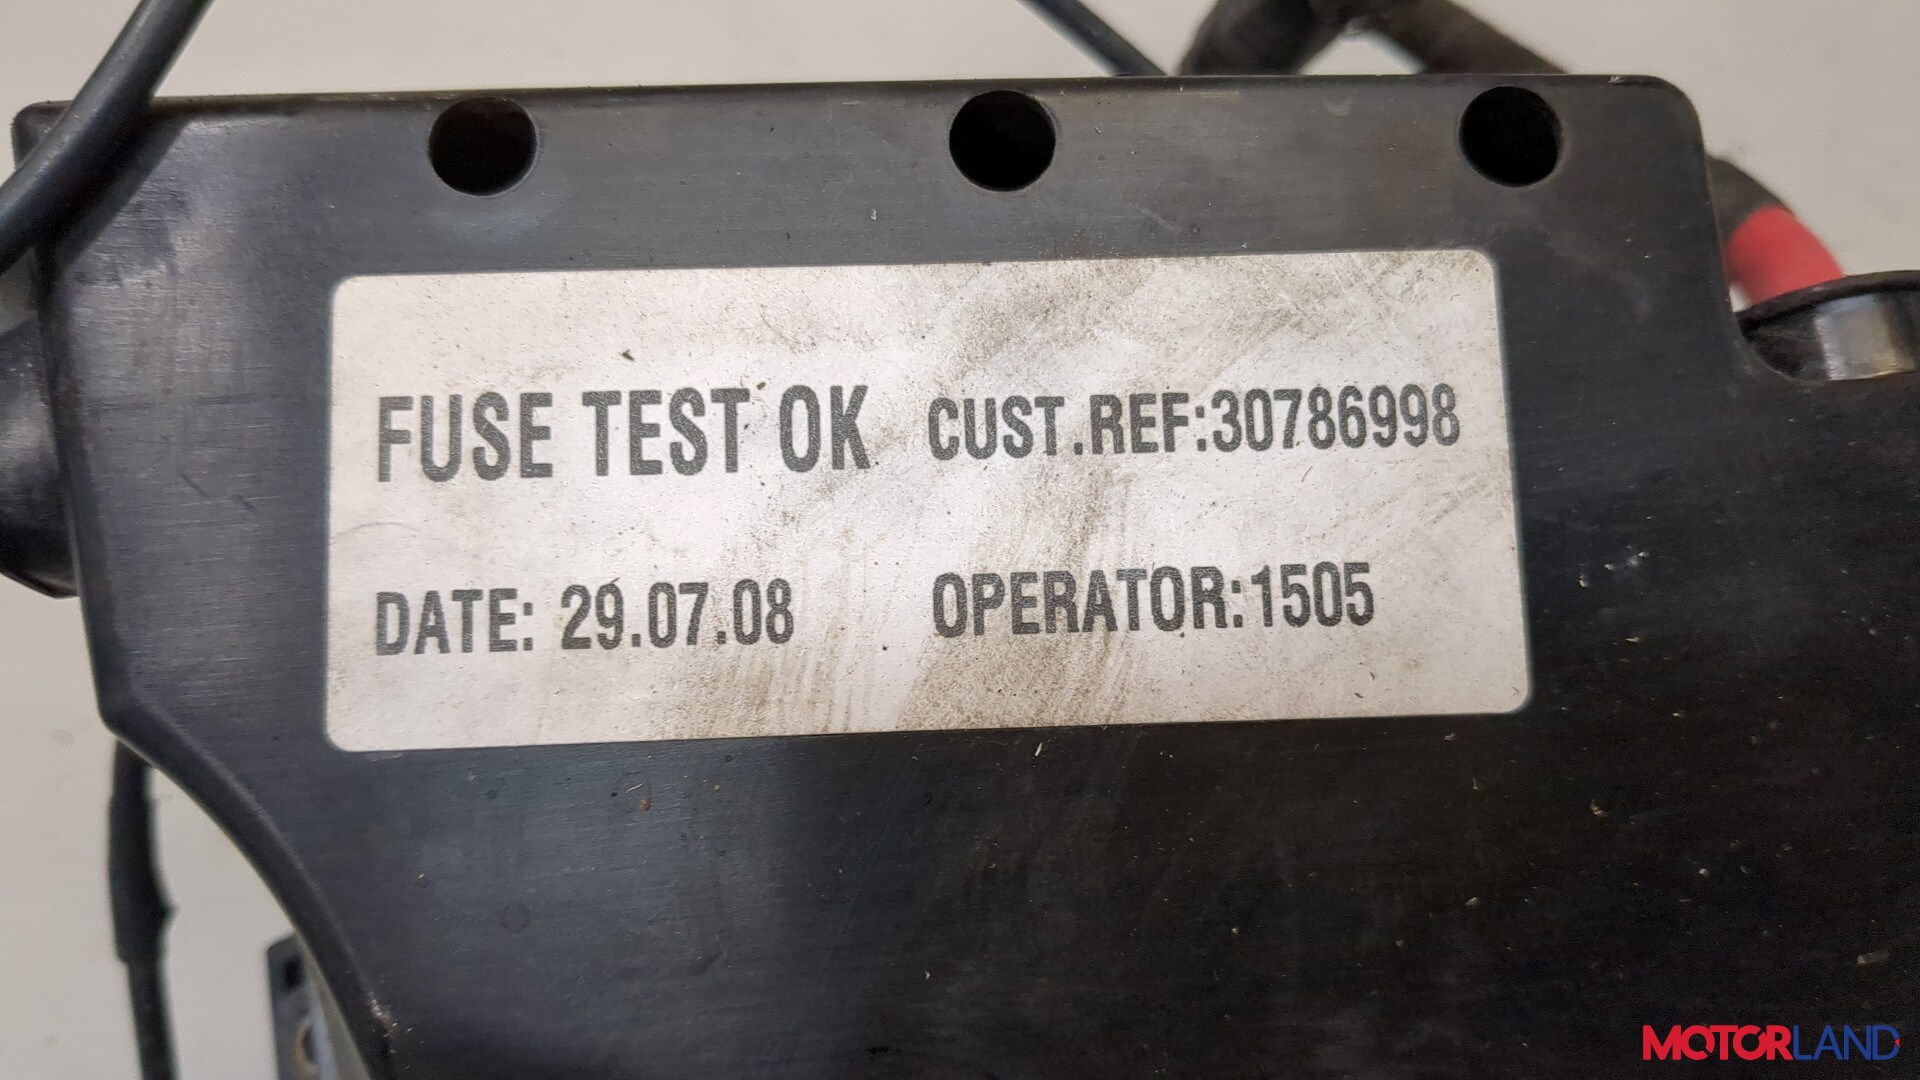 FUSE TEST OK CUST.REF:30786998
DATE: 29.07.08 OPERATOR:1505
MOTORLAND